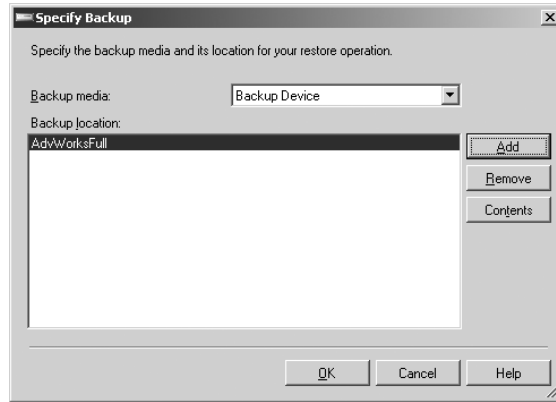 Specify Backup
Specify the backup media and its location for your restore operation.
Backup media:
Backup Device
Backup location:
AdvWorksFull
Add
Remove
Contents
OK
Cancel
Help